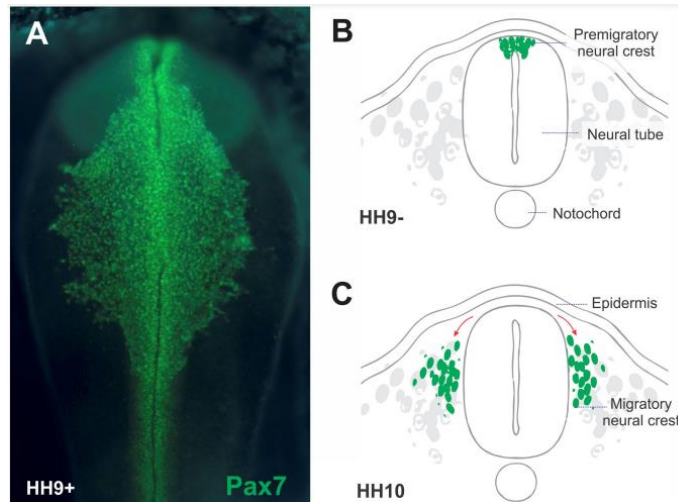 A
HH9+
Pax7
B
Premigratory
neural crest
Neural tube
Notochord
HH9-
C
Epidermis
Migratory
neural crest
HH10